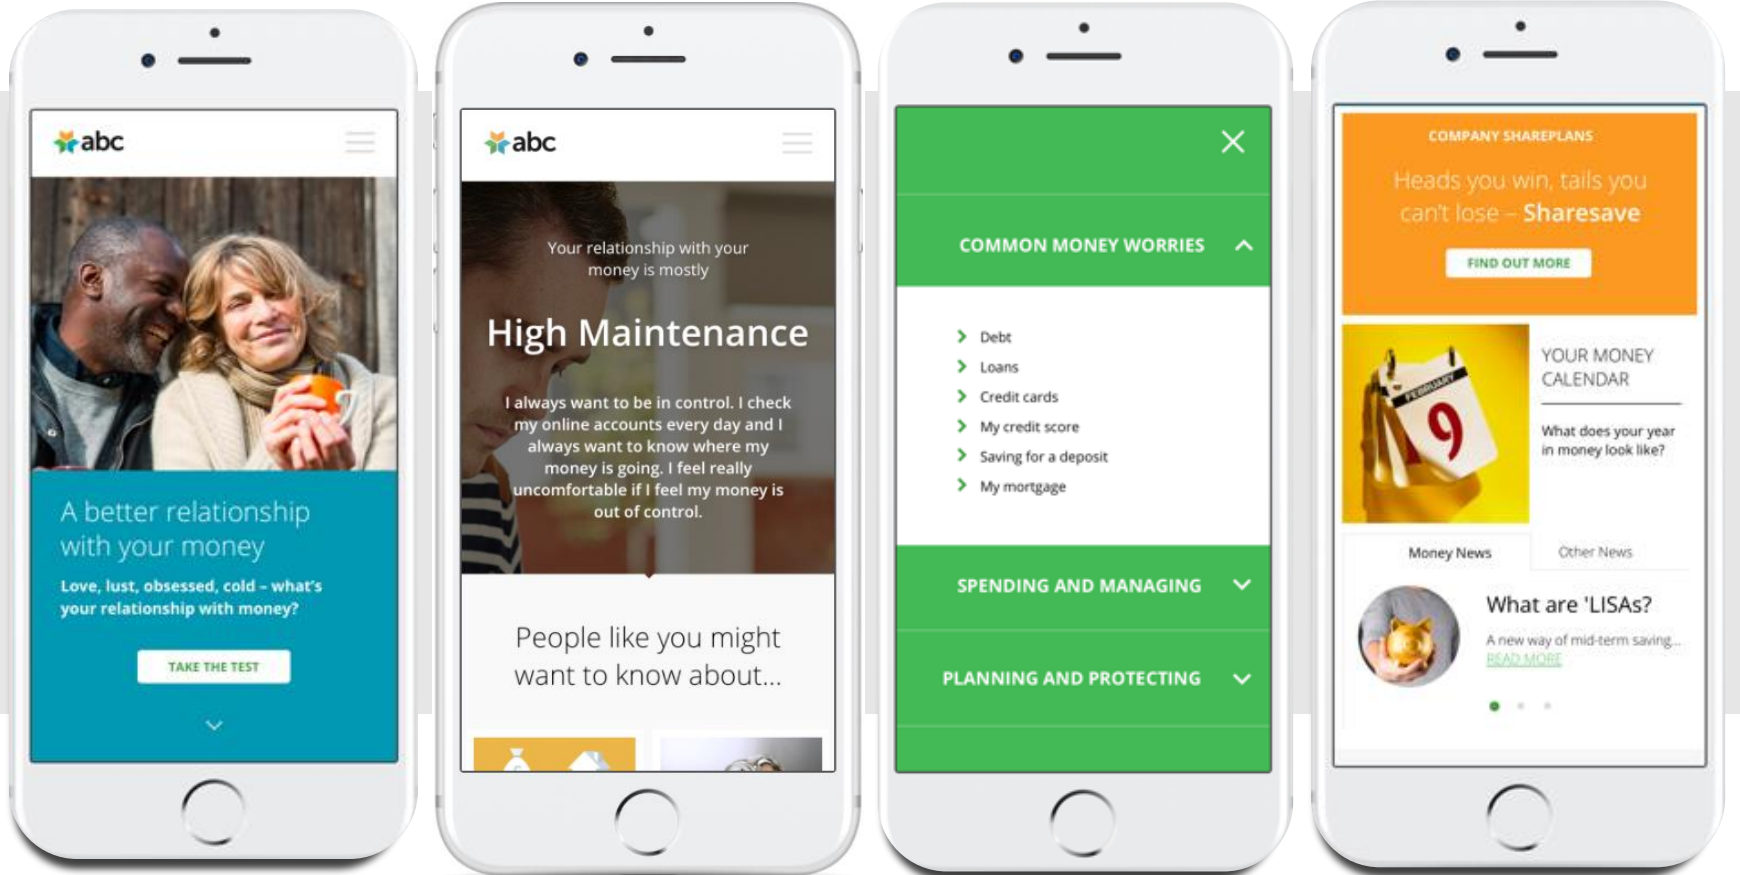 abc
A better relationship
with your money
Love, lust, obsessed, cold – what's
your relationship with money?
TAKE THE TEST
abc
Your relationship with your
money is mostly
High Maintenance
I always want to be in control. I check
my online accounts every day and I
always want to know where my
money is going. I feel really
uncomfortable if I feel my money is
out of control.
People like you might
want to know about...
COMMON MONEY WORRIES
Debt
Loans
Credit cards
My credit score
Saving for a deposit
My mortgage
SPENDING AND MANAGING
PLANNING AND PROTECTING
COMPANY SHAREPLANS
Heads you win, tails you
can't lose – Sharesave
FIND OUT MORE
FEBRUARY
9
YOUR MONEY
CALENDAR
What does your year
in money look like?
Money News
Other News
What are 'LISAs?
A new way of mid-term saving...
READ MORE